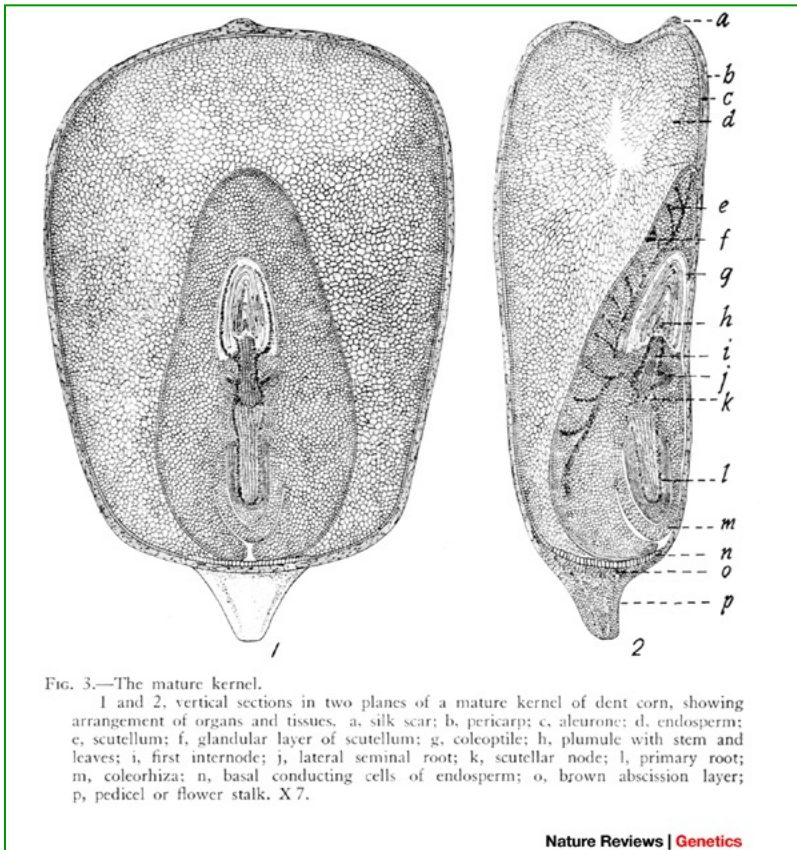 a
b
c
d
e
f
g
h
i
j
k
l
m
n
o
p
1 2
FIG. 3.—The mature kernel.
1 and 2, vertical sections in two planes of a mature kernel of dent corn, showing
arrangement of organs and tissues. a, silk scar; b, pericarp; c, aleurone; d, endosperm;
e, scutellum; f, glandular layer of scutellum; g, coleoptile; h, plumule with stem and
leaves; i, first internode; j, lateral seminal root; k, scutellar node; l, primary root;
m, coleorhiza; n, basal conducting cells of endosperm; o, brown abscission layer;
p, pedicel or flower stalk. X 7.
Nature Reviews | Genetics